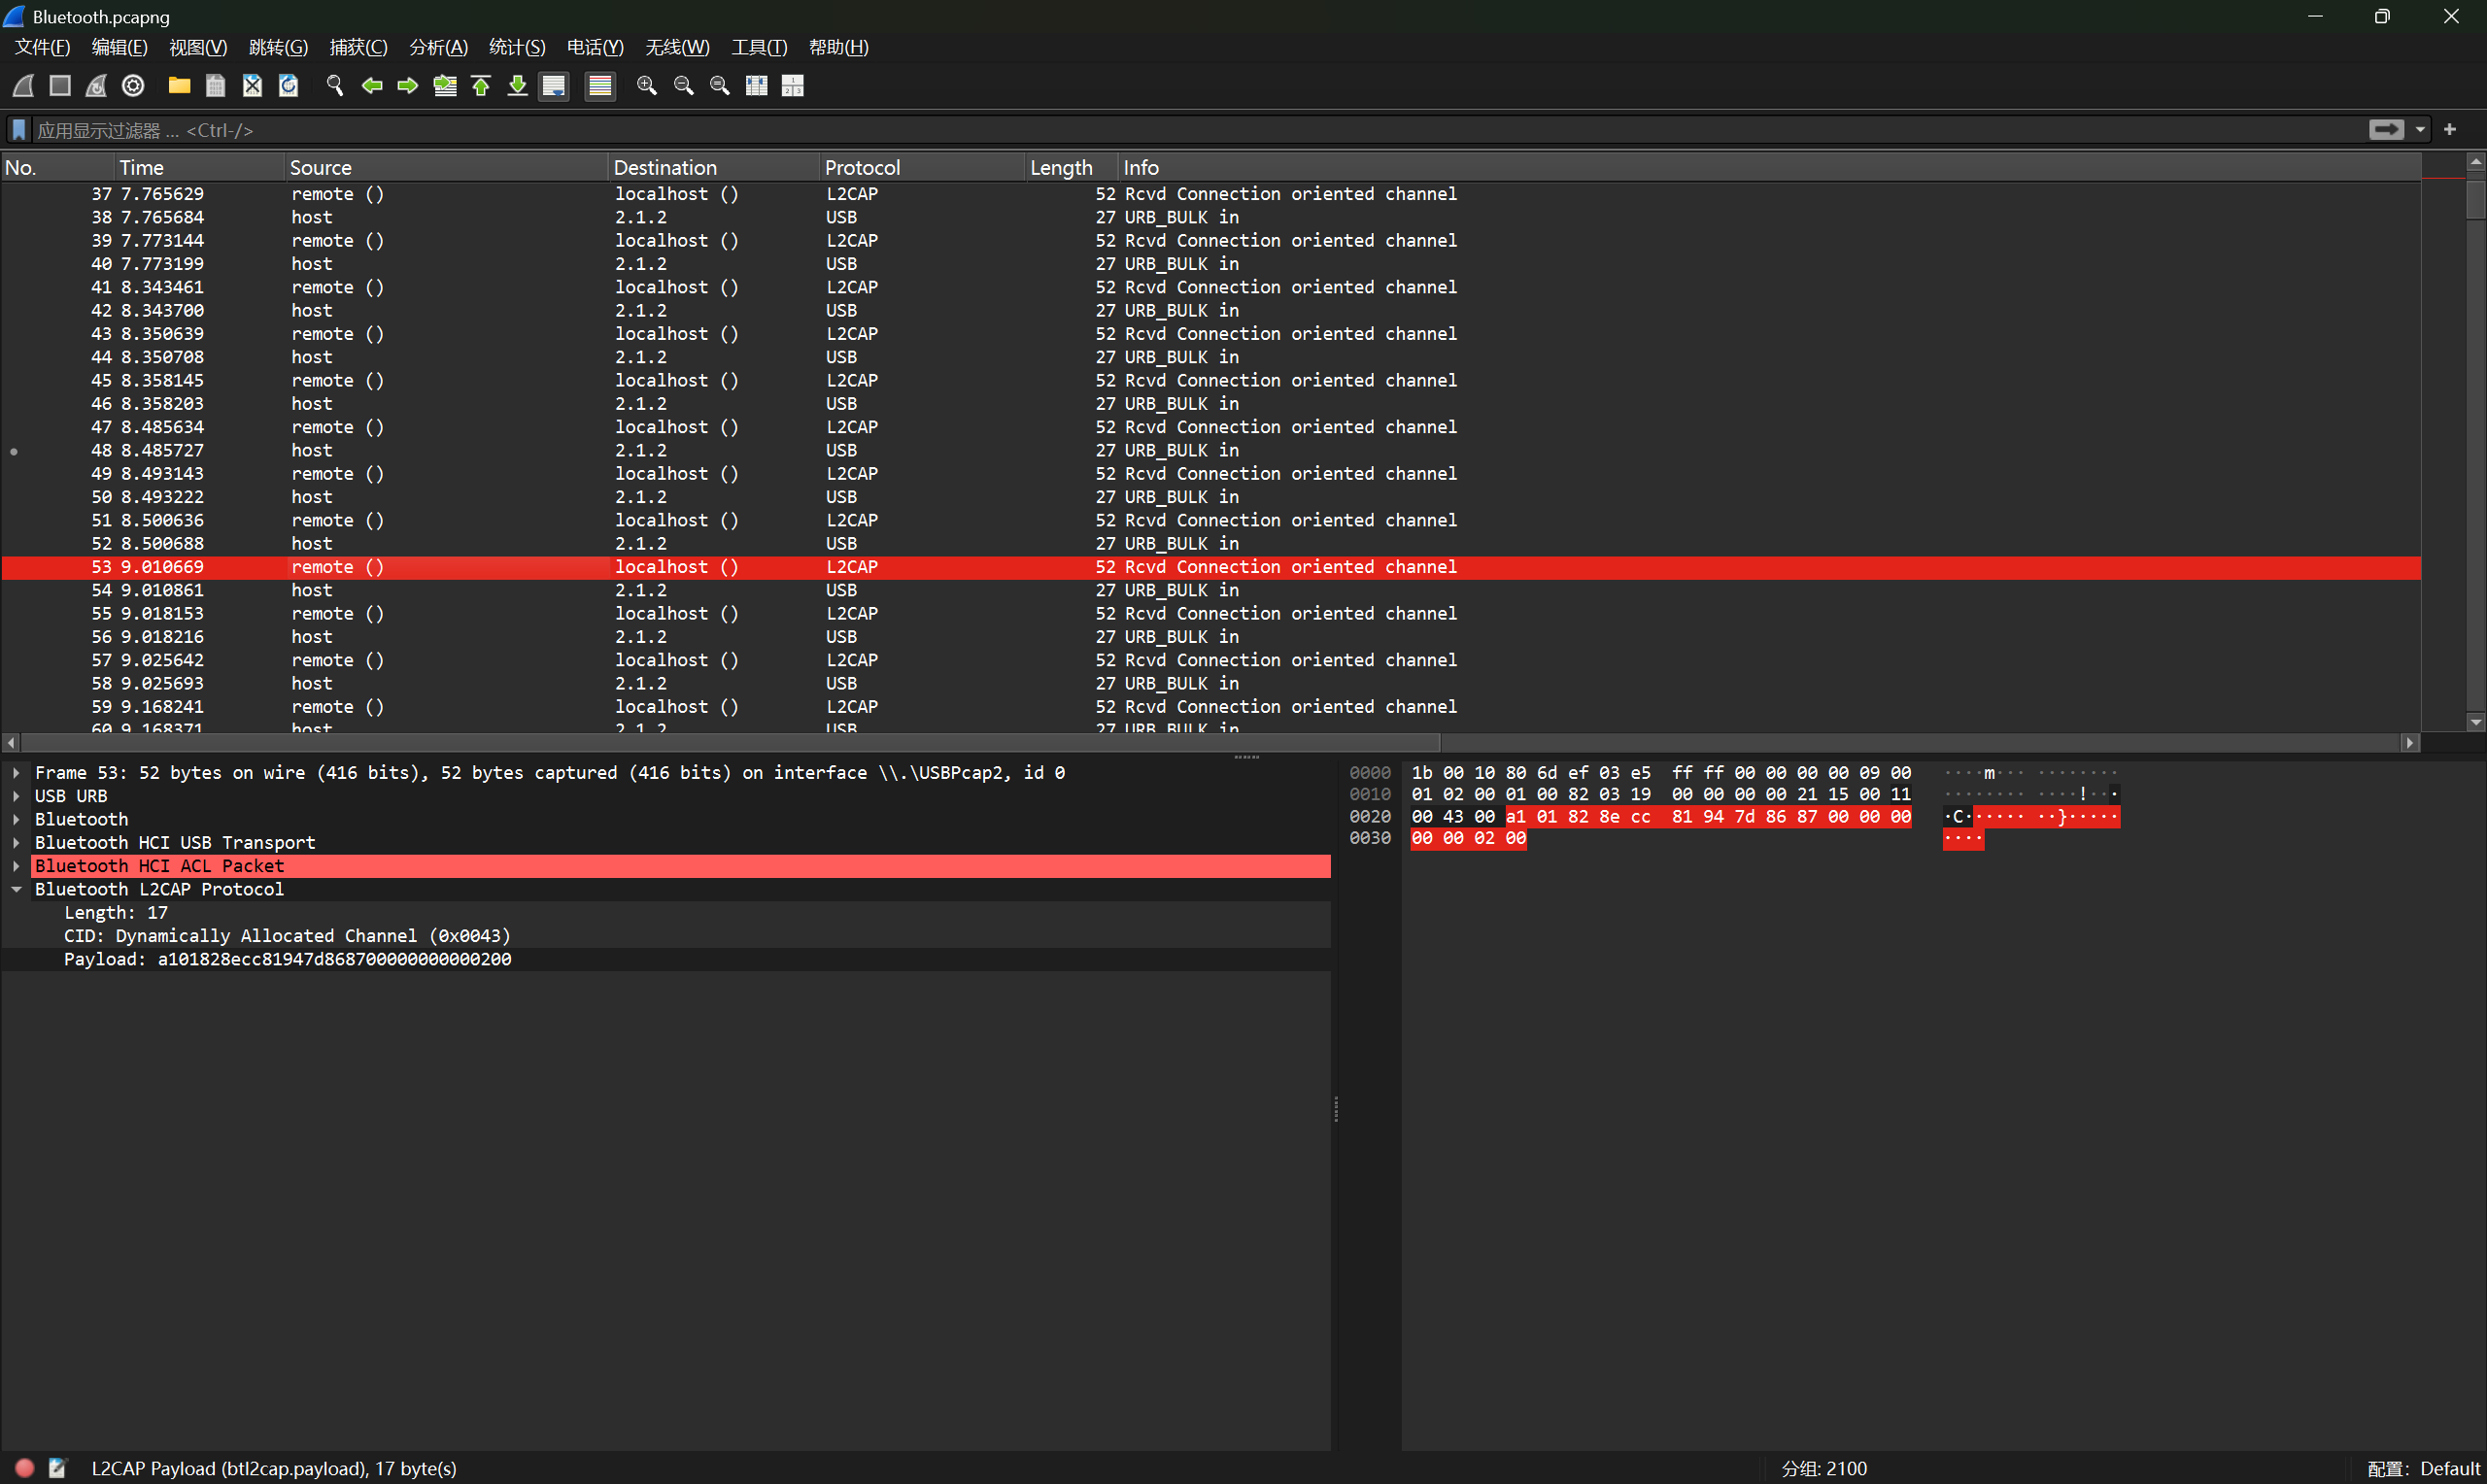 Bluetooth.pcapng
文件(F) 编辑(E) 视图(V) 跳转(G) 捕获(C) 分析(A) 统计(S) 电话(Y) 无线(W) 工具(T) 帮助(H)
应用显示过滤器 … <Ctrl-/>
No. Time Source Destination Protocol Length Info
37 7.765629 remote () localhost () L2CAP 52 Rcvd Connection oriented channel
38 7.765684 host 2.1.2 USB 27 URB_BULK in
39 7.773144 remote () localhost () L2CAP 52 Rcvd Connection oriented channel
40 7.773199 host 2.1.2 USB 27 URB_BULK in
41 8.343461 remote () localhost () L2CAP 52 Rcvd Connection oriented channel
42 8.343700 host 2.1.2 USB 27 URB_BULK in
43 8.350639 remote () localhost () L2CAP 52 Rcvd Connection oriented channel
44 8.350708 host 2.1.2 USB 27 URB_BULK in
45 8.358145 remote () localhost () L2CAP 52 Rcvd Connection oriented channel
46 8.358203 host 2.1.2 USB 27 URB_BULK in
47 8.485634 remote () localhost () L2CAP 52 Rcvd Connection oriented channel
48 8.485727 host 2.1.2 USB 27 URB_BULK in
49 8.493143 remote () localhost () L2CAP 52 Rcvd Connection oriented channel
50 8.493222 host 2.1.2 USB 27 URB_BULK in
51 8.500636 remote () localhost () L2CAP 52 Rcvd Connection oriented channel
52 8.500688 host 2.1.2 USB 27 URB_BULK in
53 9.010669 remote () localhost () L2CAP 52 Rcvd Connection oriented channel
54 9.010861 host 2.1.2 USB 27 URB_BULK in
55 9.018153 remote () localhost () L2CAP 52 Rcvd Connection oriented channel
56 9.018216 host 2.1.2 USB 27 URB_BULK in
57 9.025642 remote () localhost () L2CAP 52 Rcvd Connection oriented channel
58 9.025693 host 2.1.2 USB 27 URB_BULK in
59 9.168241 remote () localhost () L2CAP 52 Rcvd Connection oriented channel
60 9.168371 host 2.1.2 USB 27 URB_BULK in
Frame 53: 52 bytes on wire (416 bits), 52 bytes captured (416 bits) on interface \\.\USBPcap2, id 0
USB URB
Bluetooth
Bluetooth HCI USB Transport
Bluetooth HCI ACL Packet
Bluetooth L2CAP Protocol
Length: 17
CID: Dynamically Allocated Channel (0x0043)
Payload: a101828ecc81947d868700000000000200
0000 1b 00 10 80 6d ef 03 e5 ff ff 00 00 00 00 09 00 ····m··· ········
0010 01 02 00 01 00 82 03 19 00 00 00 00 21 15 00 11 ········ ····!···
0020 00 43 00 a1 01 82 8e cc 81 94 7d 86 87 00 00 00 ·C······ ··}·····
0030 00 00 02 00 ····
L2CAP Payload (btl2cap.payload), 17 byte(s) 分组: 2100 配置: Default